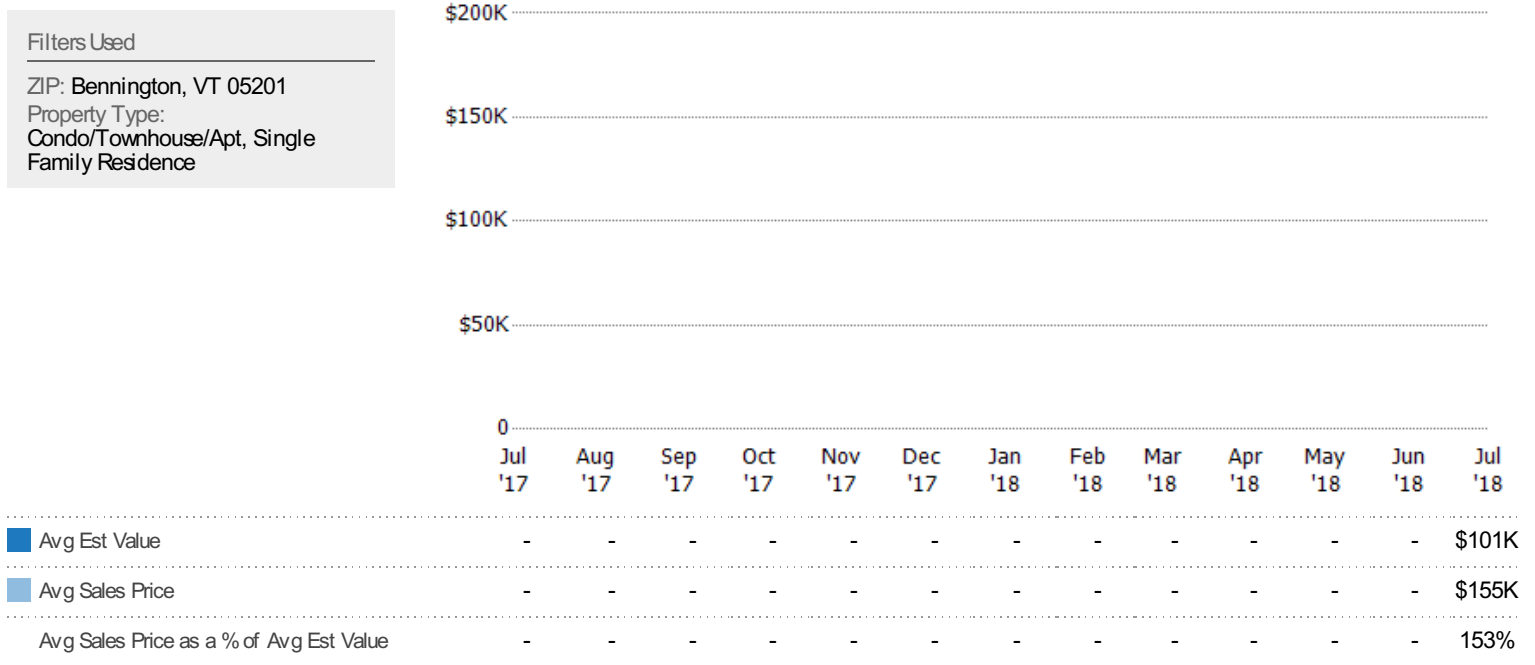 Filters Used
ZIP: Bennington, VT 05201
Property Type:
Condo/Townhouse/Apt, Single
Family Residence
$200K
$150K
$100K
$50K
0
Jul Aug Sep Oct Nov Dec Jan Feb Mar Apr May Jun Jul
'17 '17 '17 '17 '17 '17 '18 '18 '18 '18 '18 '18 '18
Avg Est Value - - - - - - - - - - - - $101K
Avg Sales Price - - - - - - - - - - - - $155K
Avg Sales Price as a % of Avg Est Value - - - - - - - - - - - - 153%